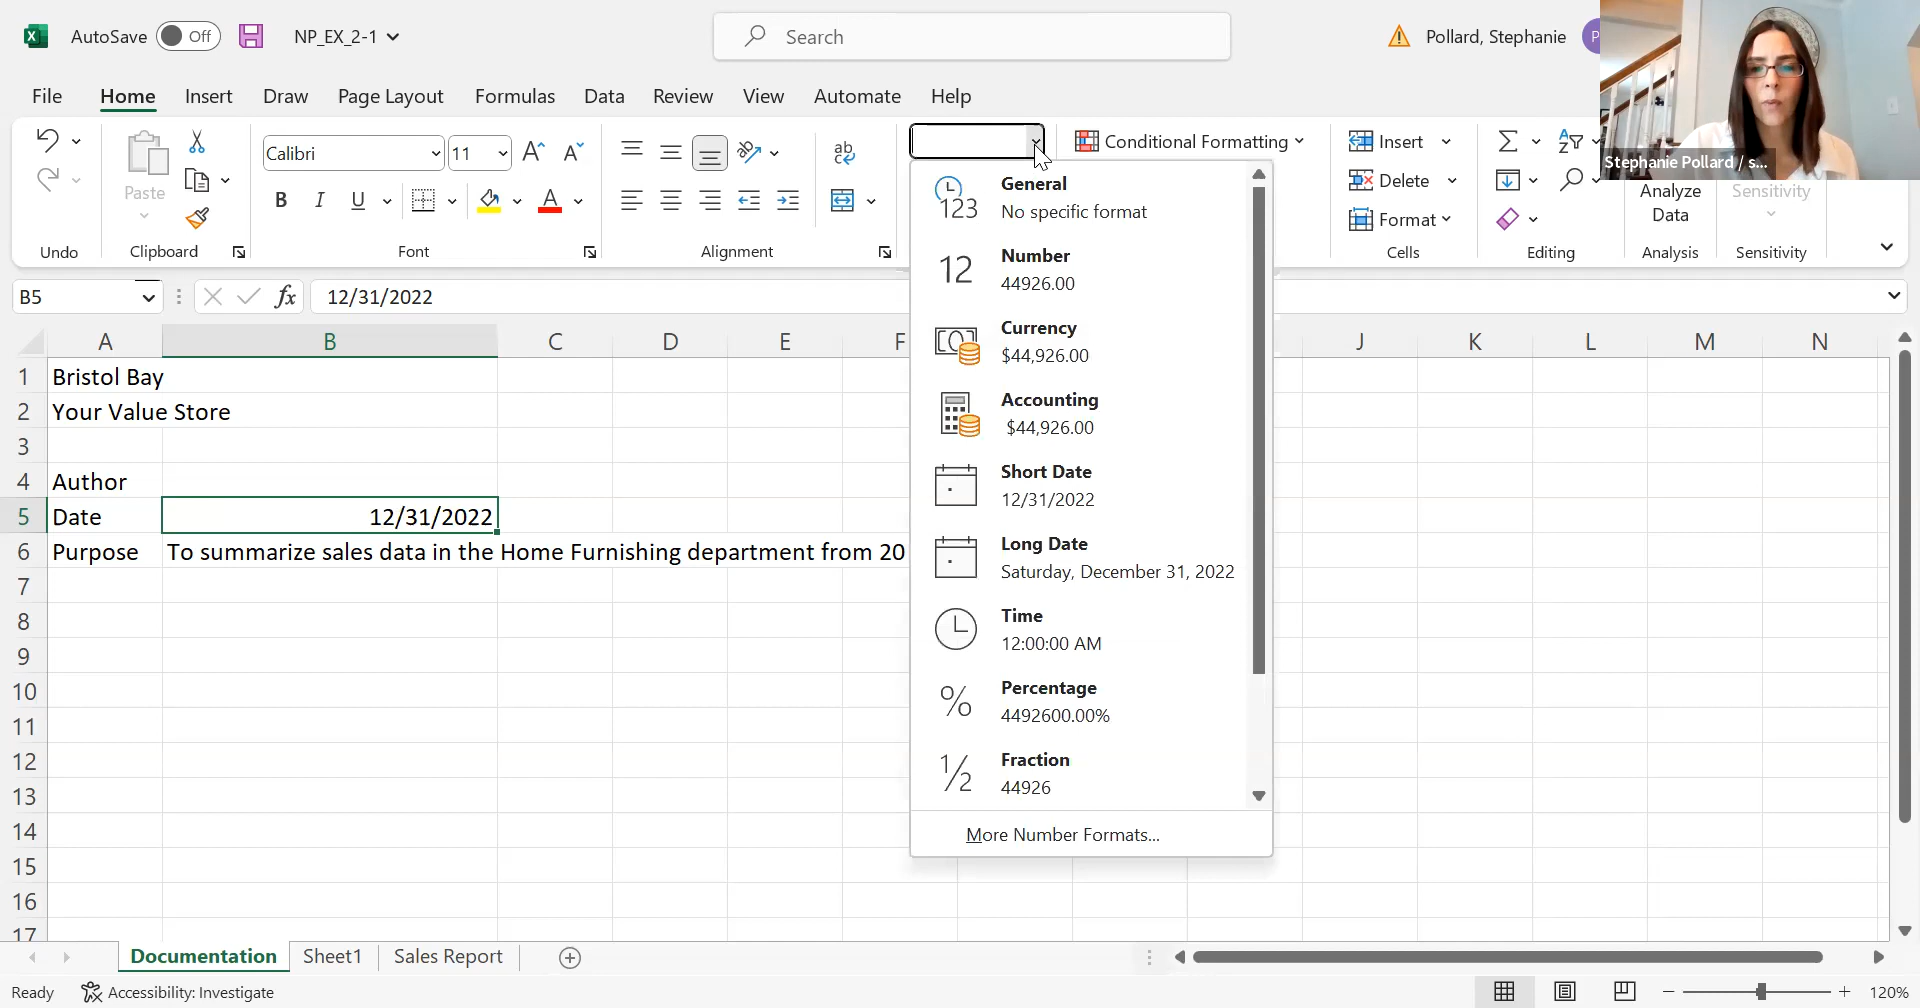 AutoSave Off NP_EX_2-1 Search Pollard, Stephanie P
File Home Insert Draw Page Layout Formulas Data Review View Automate Help
Stephanie Pollard / s...
Paste
Calibri 11
B I U
ab
Conditional Formatting
Insert
Delete
Format
Analyze
Data
Sensitivity
Undo Clipboard Font Alignment Cells Editing Analysis Sensitivity
B5 fx 12/31/2022
A B C D E F J K L M N
1 Bristol Bay
2 Your Value Store
3
4 Author
5 Date 12/31/2022
6 Purpose To summarize sales data in the Home Furnishing department from 20
7
8
9
10
11
12
13
14
15
16
17
123 General
No specific format
12 Number
44926.00
Currency
$44,926.00
Accounting
$44,926.00
Short Date
12/31/2022
Long Date
Saturday, December 31, 2022
Time
12:00:00 AM
% Percentage
4492600.00%
½ Fraction
44926
More Number Formats...
Documentation Sheet1 Sales Report
Ready Accessibility: Investigate 120%